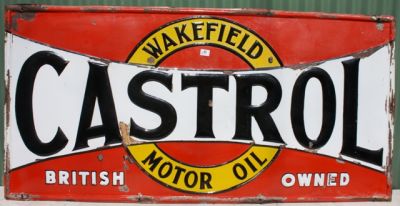 WAKEFIELD
CASTROL
MOTOR OIL
BRITISH OWNED